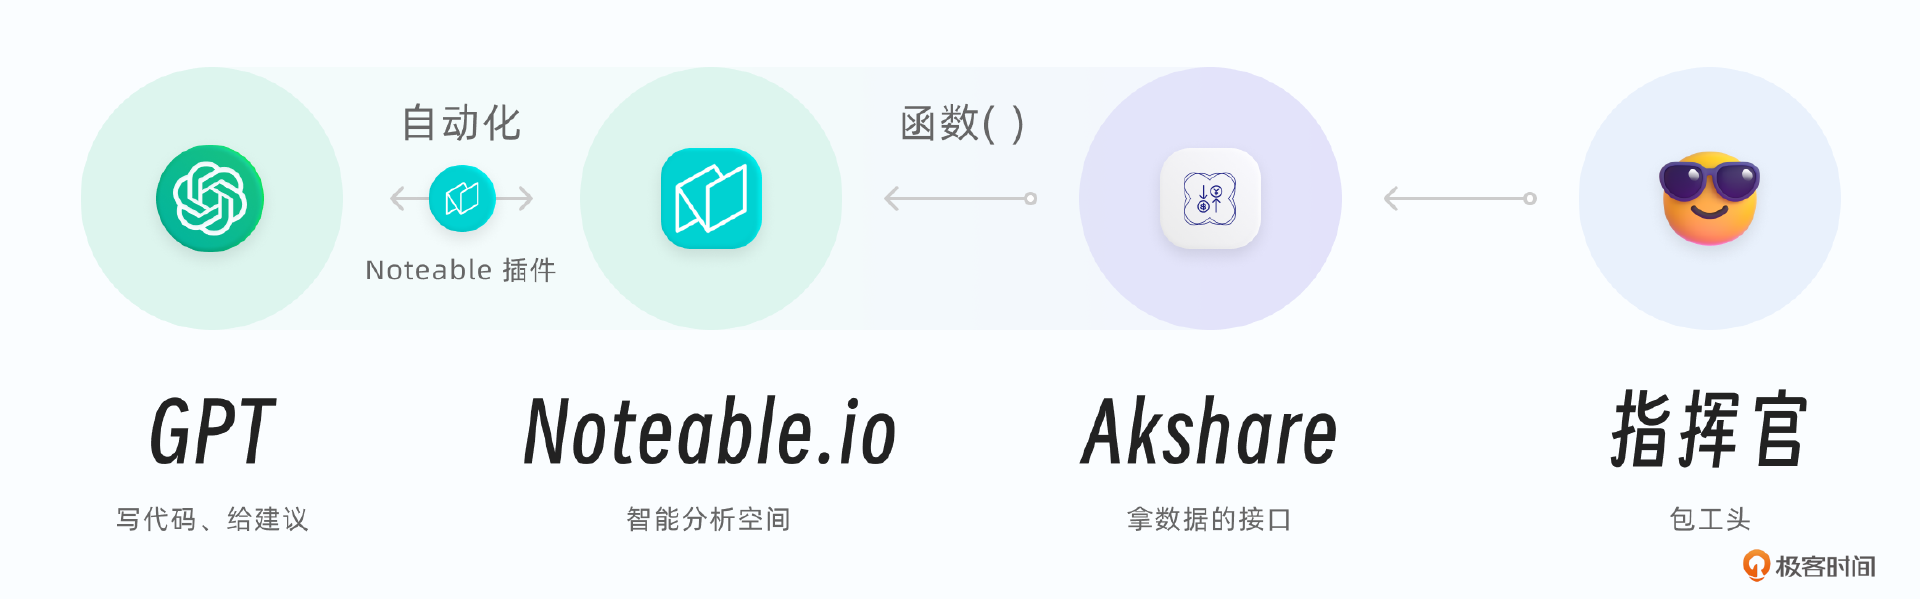 自动化
函数( )
Noteable 插件
GPT
Noteable.io
Akshare
指挥官
写代码、给建议
智能分析空间
拿数据的接口
包工头
极客时间